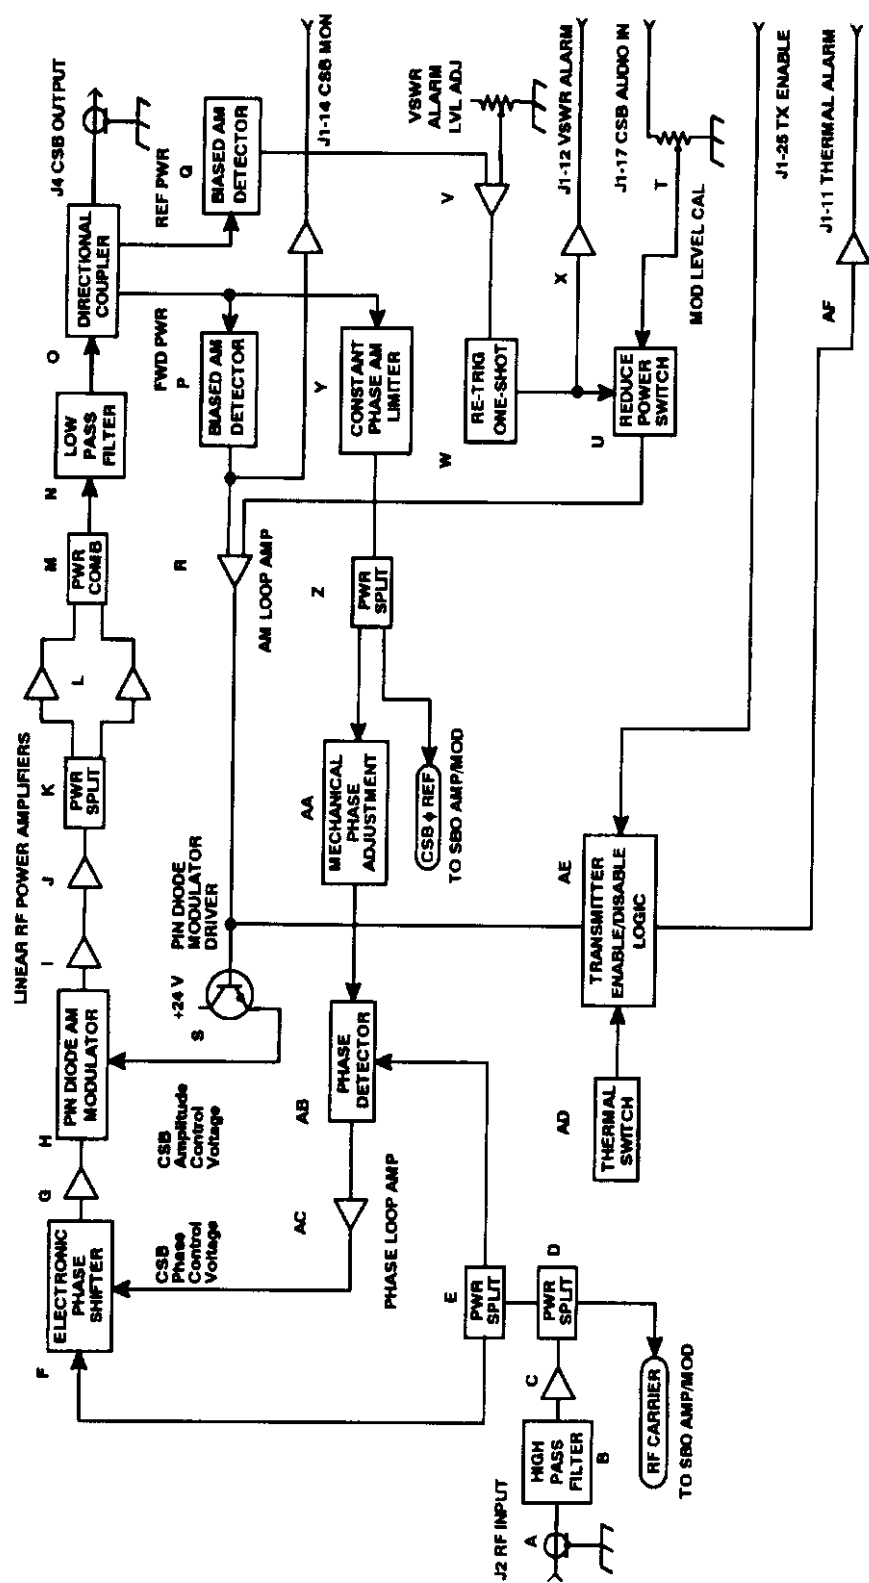 LINEAR RF POWER AMPLIFIERS
F
ELECTRONIC
PHASE
SHIFTER
G
H
PIN DIODE AM
MODULATOR
I
J
K
PWR
SPLIT
L
M
PWR
COMB
N
LOW
PASS
FILTER
O
DIRECTIONAL
COUPLER
J4 CSB OUTPUT
CSB
Phase
Control
Voltage
CSB
Amplitude
Control
Voltage
S
+24 V
PIN DIODE
MODULATOR
DRIVER
R
AM LOOP AMP
FWD PWR
P
BIASED AM
DETECTOR
REF PWR
Q
BIASED AM
DETECTOR
J1-14 CSB MON
AC
PHASE LOOP AMP
AB
PHASE
DETECTOR
AA
MECHANICAL
PHASE
ADJUSTMENT
Z
PWR
SPLIT
Y
CONSTANT
PHASE AM
LIMITER
CSB ϕ REF
TO SBO AMP/MOD
VSWR
ALARM
LVL ADJ
V
W
RE-TRIG
ONE-SHOT
X
J1-12 VSWR ALARM
J2 RF INPUT
A
HIGH
PASS
FILTER
B
C
D
PWR
SPLIT
E
PWR
SPLIT
RF CARRIER
TO SBO AMP/MOD
U
REDUCE
POWER
SWITCH
T
MOD LEVEL CAL
J1-17 CSB AUDIO IN
AD
THERMAL
SWITCH
AE
TRANSMITTER
ENABLE/DISABLE
LOGIC
J1-25 TX ENABLE
AF
J1-11 THERMAL ALARM